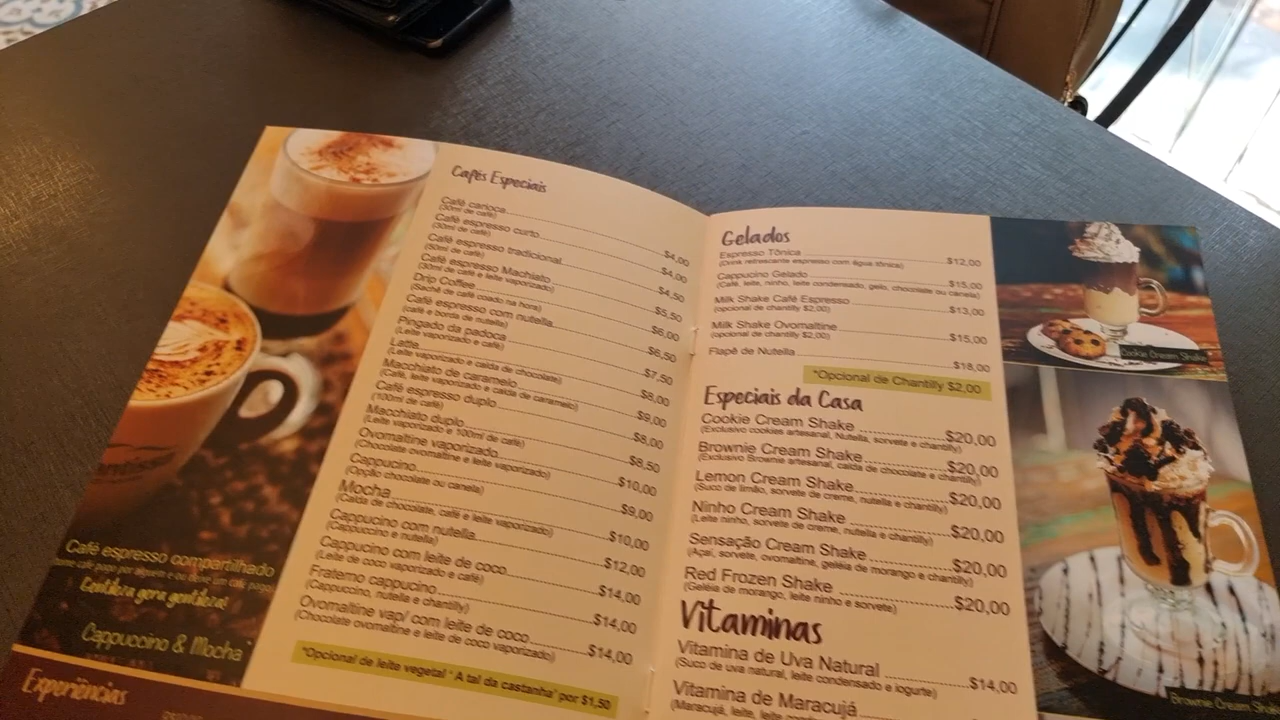 Cafés Especiais
Café carioca $4,00
(30ml de café)
Café espresso curto $4,00
(30ml de café)
Café espresso tradicional $4,50
(50ml de café)
Café espresso Machiato $5,50
(30ml de café e leite vaporizado)
Drip Coffee $6,00
(Sachê de café coado na hora)
Café espresso com nutella $6,50
(café e borda de nutella)
Pingado da padoca $7,50
(Leite vaporizado e café)
Latte $8,00
(Leite vaporizado e calda de chocolate)
Macchiato de caramelo $9,00
(Café, leite vaporizado e calda de caramelo)
Café espresso duplo $8,00
(100ml de café)
Macchiato duplo $8,50
(Leite vaporizado e 100ml de café)
Ovomaltine vaporizado $10,00
(Chocolate ovomaltine e leite vaporizado)
Cappucino $9,00
(Opção chocolate ou canela)
Mocha $10,00
(Calda de chocolate, café e leite vaporizado)
Cappucino com nutella $12,00
(Cappuccino e nutella)
Cappucino com leite de coco $14,00
(Leite de coco vaporizado e café)
Fraterno cappucino $14,00
(Cappuccino, nutella e chantilly)
Ovomaltine vap/ com leite de coco $14,00
(Chocolate ovomaltine e leite de coco vaporizado)
*Opcional de leite vegetal " A tal da castanha" por $1,50
Café espresso compartilhado
Gentileza gera gentileza!
Cappuccino & Mocha
Experiências
Gelados
Espresso Tônica $12,00
(Drink refrescante espresso com água tônica)
Cappucino Gelado $15,00
(Café, leite, ninho, leite condensado, gelo, chocolate ou canela)
Milk Shake Café Espresso $13,00
(opcional de chantilly $2,00)
Milk Shake Ovomaltine $15,00
(opcional de chantilly $2,00)
Flapê de Nutella $18,00
*Opcional de Chantilly $2,00
Especiais da Casa
Cookie Cream Shake $20,00
(Exclusivo cookies artesanal, Nutella, sorvete e chantilly)
Brownie Cream Shake $20,00
(Exclusivo Brownie artesanal, calda de chocolate e chantilly)
Lemon Cream Shake $20,00
(Suco de limão, sorvete de creme, nutella e chantilly)
Ninho Cream Shake $20,00
(Leite ninho, sorvete de creme, nutella e chantilly)
Sensação Cream Shake $20,00
(Açaí, sorvete, ovomaltine, geléia de morango e chantilly)
Red Frozen Shake $20,00
(Geléia de morango, leite ninho e sorvete)
Vitaminas
Vitamina de Uva Natural $14,00
(Suco de uva natural, leite condensado e iogurte)
Vitamina de Maracujá
(Maracujá, leite, leite
Cookie Cream Shake
Brownie Cream Shake